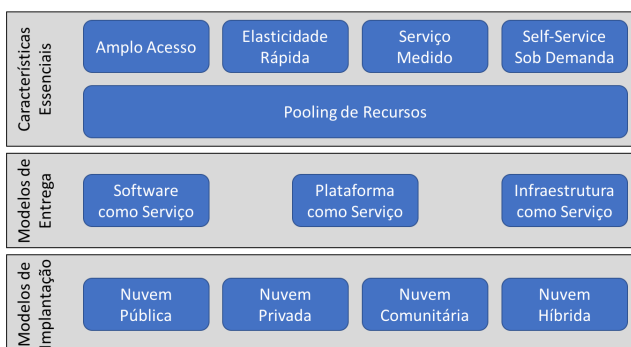 Características
Essenciais
Amplo Acesso
Elasticidade
Rápida
Serviço
Medido
Self-Service
Sob Demanda
Pooling de Recursos
Modelos de
Entrega
Software
como Serviço
Plataforma
como Serviço
Infraestrutura
como Serviço
Modelos de
Implantação
Nuvem
Pública
Nuvem
Privada
Nuvem
Comunitária
Nuvem
Híbrida